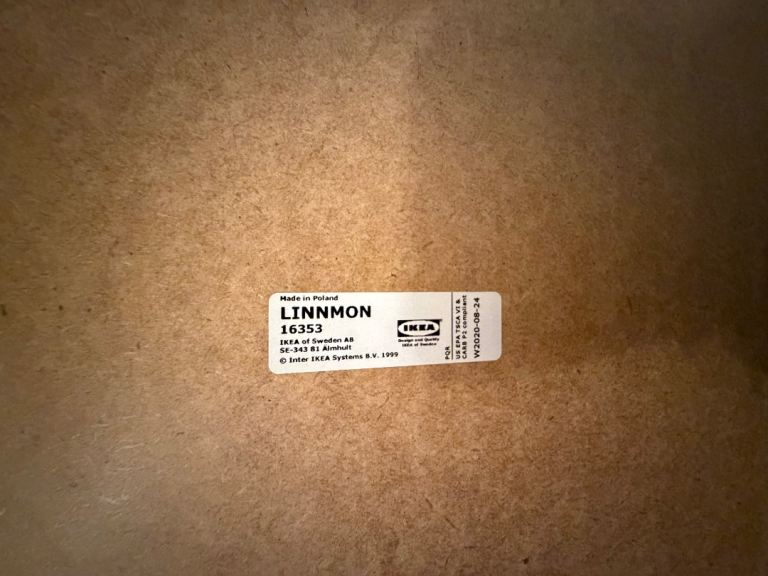 Made in Poland
LINNMON
16353
IKEA of Sweden AB
SE-343 81 Älmhult
© Inter IKEA Systems B.V. 1999
IKEA
Design and Quality
IKEA of Sweden
PQR
US EPA TSCA VI &
CARB P2 compliant
W2020-08-24